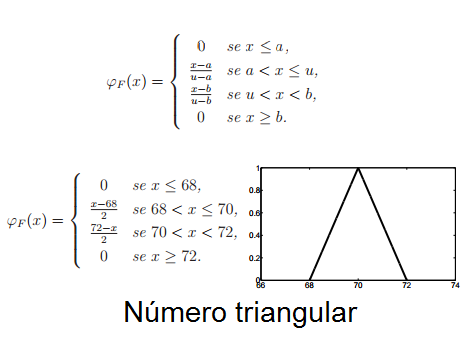 φ_F(x) = { 0 se x ≤ a,
(x−a)/(u−a) se a < x ≤ u,
(x−b)/(u−b) se u < x < b,
0 se x ≥ b.
φ_F(x) = { 0 se x ≤ 68,
(x−68)/2 se 68 < x ≤ 70,
(72−x)/2 se 70 < x < 72,
0 se x ≥ 72.
1
0.8
0.6
0.4
0.2
0
66 68 70 72 74
Número triangular